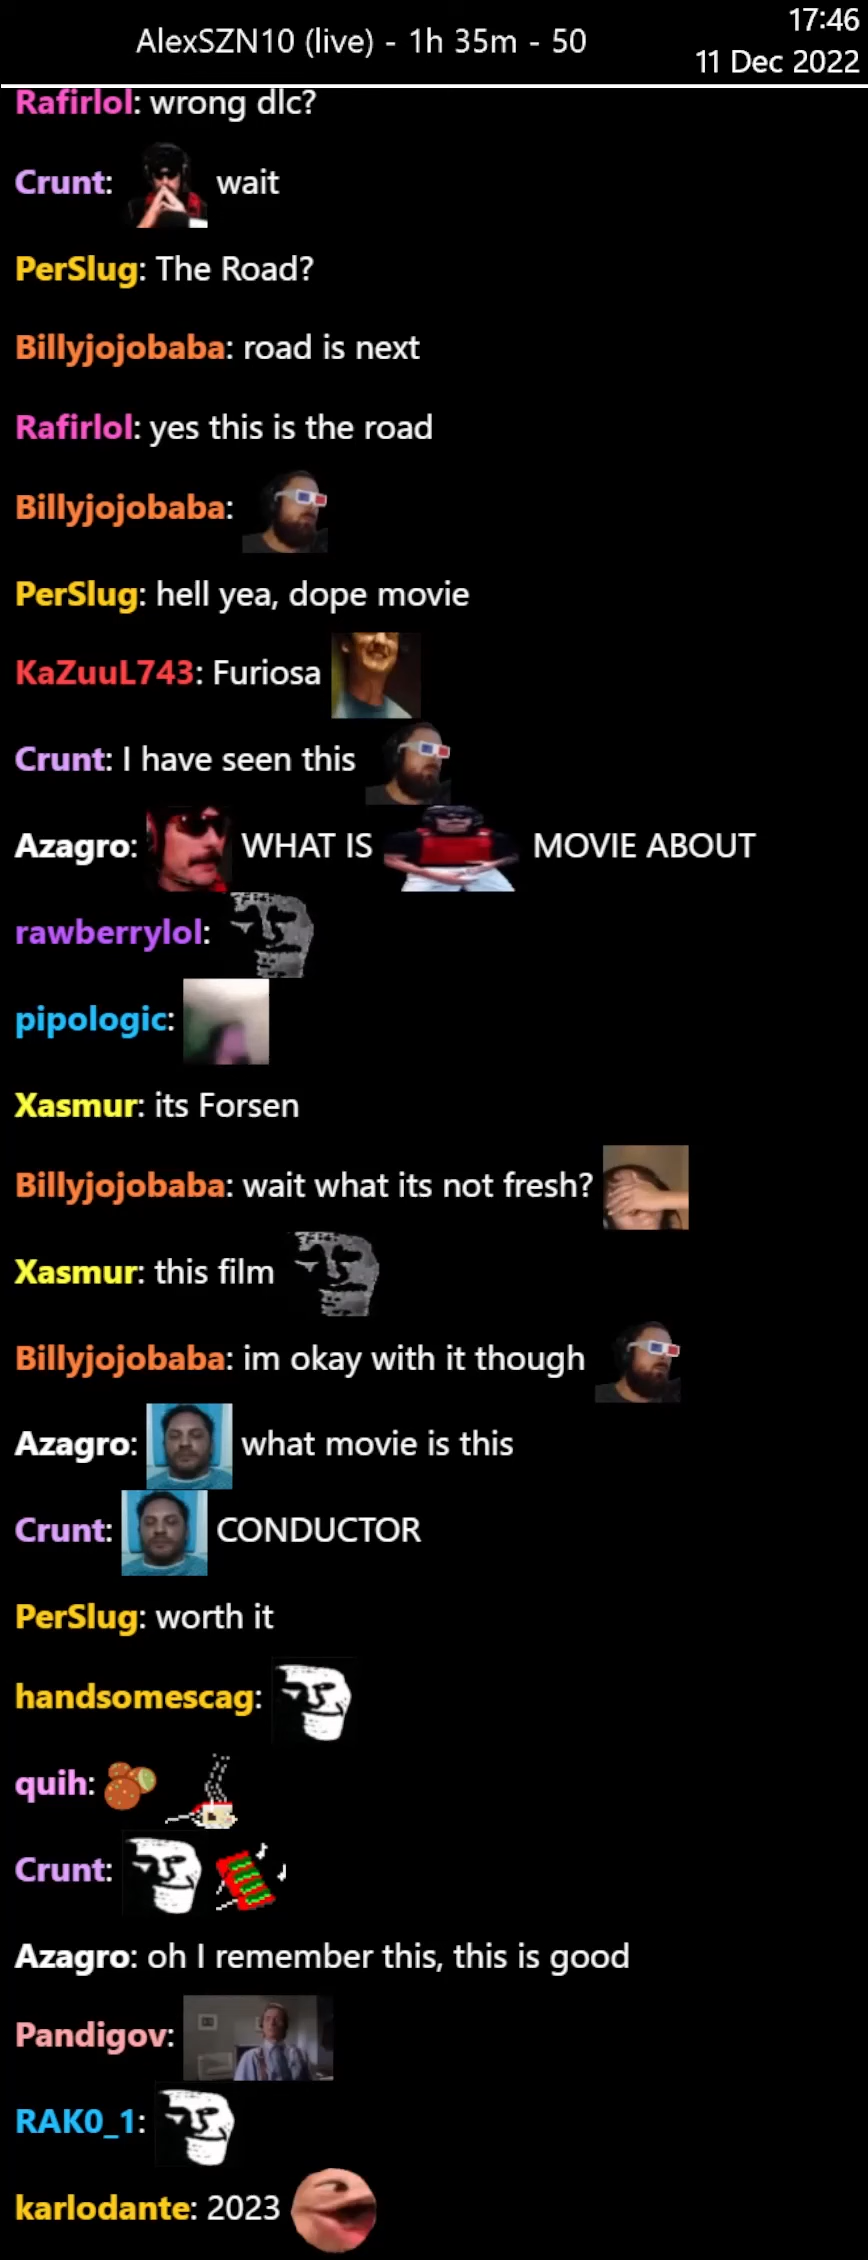 AlexSZN10 (live) - 1h 35m - 50
17:46
11 Dec 2022
Rafirlol: wrong dlc?
Crunt: wait
PerSlug: The Road?
Billyjojobaba: road is next
Rafirlol: yes this is the road
Billyjojobaba:
PerSlug: hell yea, dope movie
KaZuuL743: Furiosa
Crunt: I have seen this
Azagro: WHAT IS MOVIE ABOUT
rawberrylol:
pipologic:
Xasmur: its Forsen
Billyjojobaba: wait what its not fresh?
Xasmur: this film
Billyjojobaba: im okay with it though
Azagro: what movie is this
Crunt: CONDUCTOR
PerSlug: worth it
handsomescag:
quih:
Crunt:
Azagro: oh I remember this, this is good
Pandigov:
RAK0_1:
karlodante: 2023